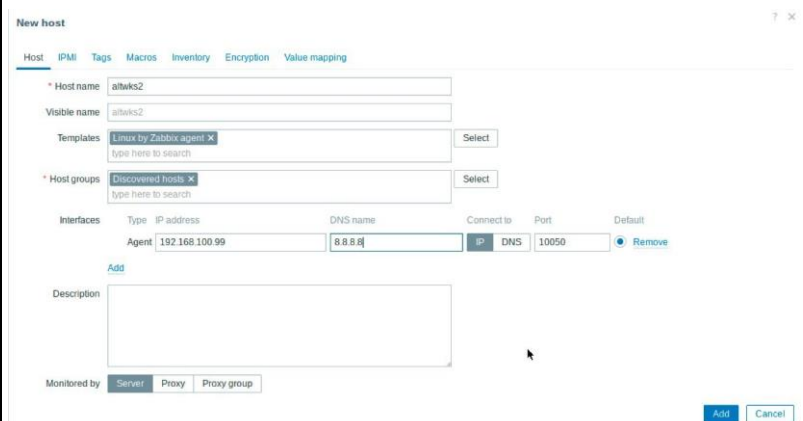 New host
? ×
Host IPMI Tags Macros Inventory Encryption Value mapping
* Host name altwks2
Visible name altwks2
Templates Linux by Zabbix agent × Select
type here to search
* Host groups Discovered hosts × Select
type here to search
Interfaces Type IP address DNS name Connect to Port Default
Agent 192.168.100.99 8.8.8.8 IP DNS 10050 Remove
Add
Description
Monitored by Server Proxy Proxy group
Add Cancel